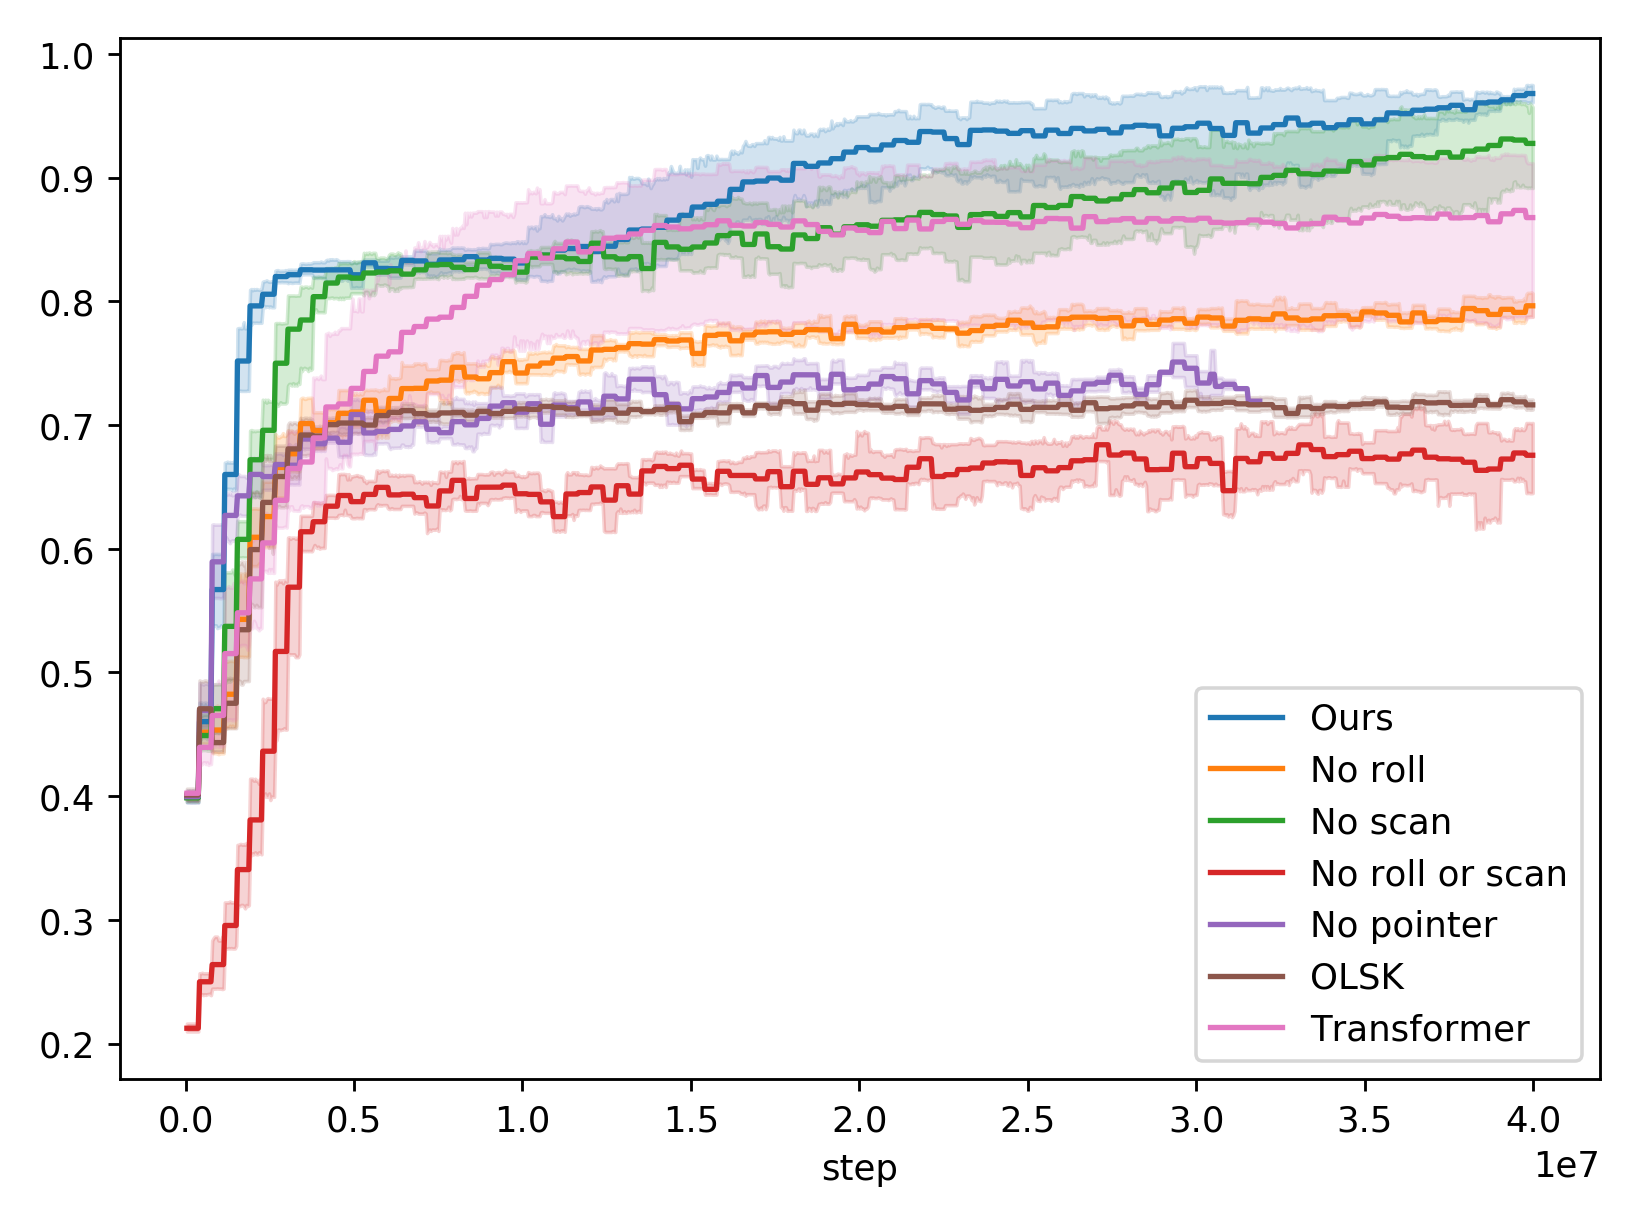 1.0
0.9
0.8
0.7
0.6
0.5
0.4
0.3
0.2
Ours
No roll
No scan
No roll or scan
No pointer
OLSK
Transformer
0.0 0.5 1.0 1.5 2.0 2.5 3.0 3.5 4.0
step
1e7